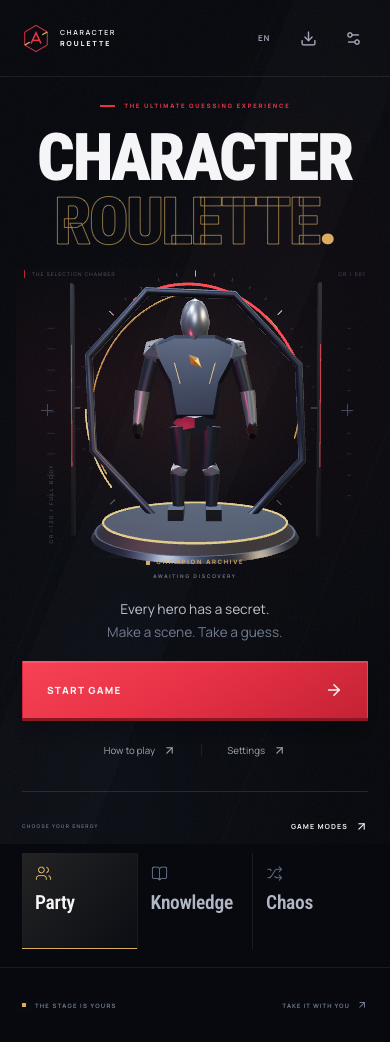 CHARACTER
ROULETTE
EN
THE ULTIMATE GUESSING EXPERIENCE
CHARACTER
ROULETTE.
THE SELECTION CHAMBER
CR / 001
CHAMPION ARCHIVE
AWAITING DISCOVERY
Every hero has a secret.
Make a scene. Take a guess.
START GAME
How to play
Settings
CHOOSE YOUR ENERGY
GAME MODES
Party
Knowledge
Chaos
THE STAGE IS YOURS
TAKE IT WITH YOU